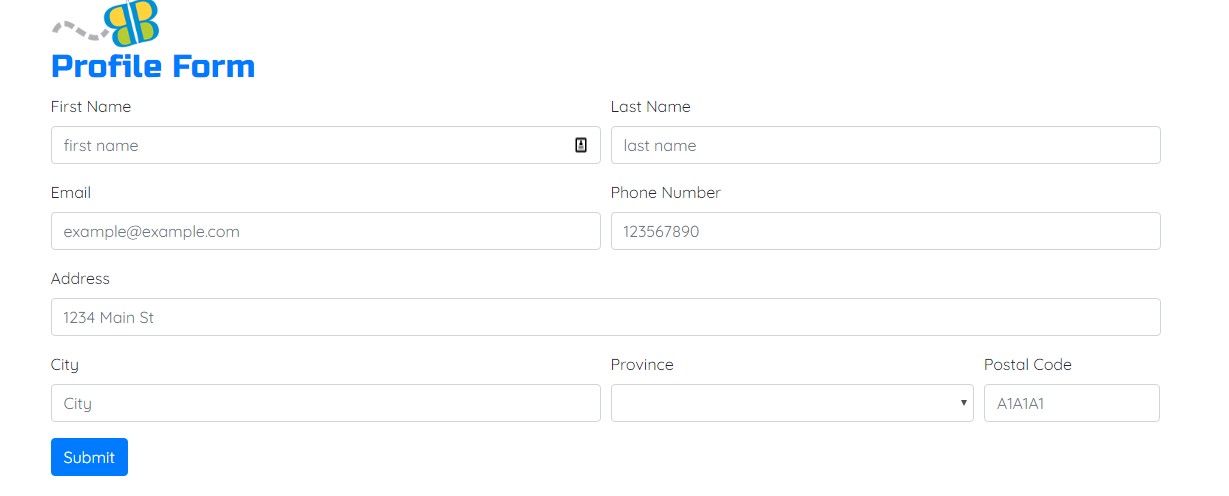 BB
Profile Form
First Name Last Name
first name last name
Email Phone Number
example@example.com 123567890
Address
1234 Main St
City Province Postal Code
City A1A1A1
Submit